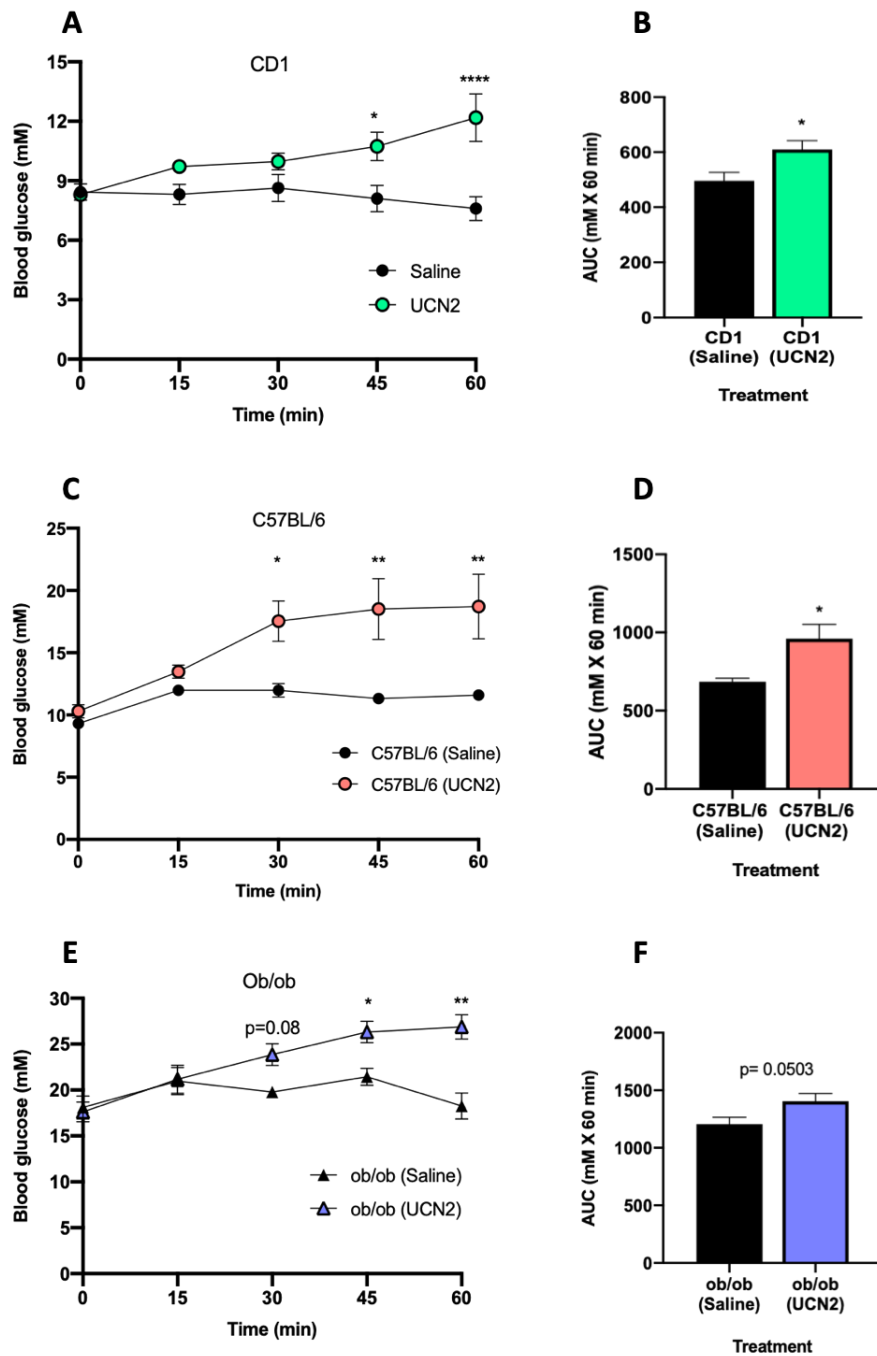 A
CD1
Blood glucose (mM)
15
12
9
6
3
0
*
****
Saline
UCN2
0 15 30 45 60
Time (min)
B
AUC (mM X 60 min)
800
600
400
200
0
*
CD1 CD1
(Saline) (UCN2)
Treatment
C
C57BL/6
Blood glucose (mM)
25
20
15
10
5
0
* ** **
C57BL/6 (Saline)
C57BL/6 (UCN2)
0 15 30 45 60
Time (min)
D
AUC (mM X 60 min)
1500
1000
500
0
*
C57BL/6 C57BL/6
(Saline) (UCN2)
Treatment
E
Ob/ob
Blood glucose (mM)
30
25
20
15
10
5
0
p=0.08
* **
ob/ob (Saline)
ob/ob (UCN2)
0 15 30 45 60
Time (min)
F
AUC (mM X 60 min)
2000
1500
1000
500
0
p= 0.0503
ob/ob ob/ob
(Saline) (UCN2)
Treatment